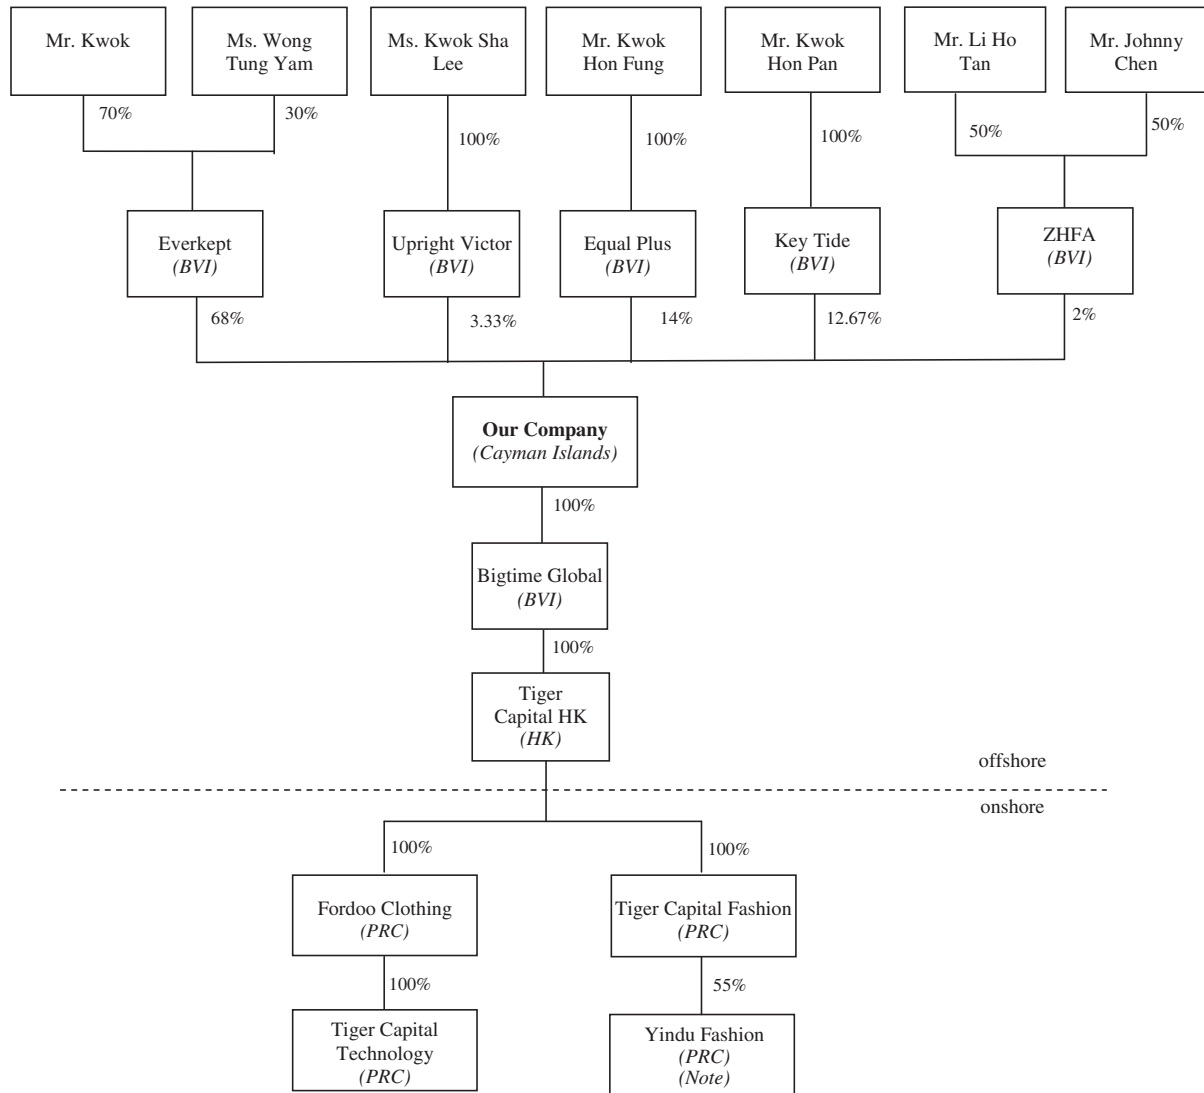 Mr. Kwok
Ms. Wong
Tung Yam
Ms. Kwok Sha
Lee
Mr. Kwok
Hon Fung
Mr. Kwok
Hon Pan
Mr. Li Ho
Tan
Mr. Johnny
Chen
70%
30%
100%
100%
100%
50%
50%
Everkept
(BVI)
Upright Victor
(BVI)
Equal Plus
(BVI)
Key Tide
(BVI)
ZHFA
(BVI)
68%
3.33%
14%
12.67%
2%
Our Company
(Cayman Islands)
100%
Bigtime Global
(BVI)
100%
Tiger
Capital HK
(HK)
offshore
onshore
100%
100%
Fordoo Clothing
(PRC)
Tiger Capital Fashion
(PRC)
100%
55%
Tiger Capital
Technology
(PRC)
Yindu Fashion
(PRC)
(Note)